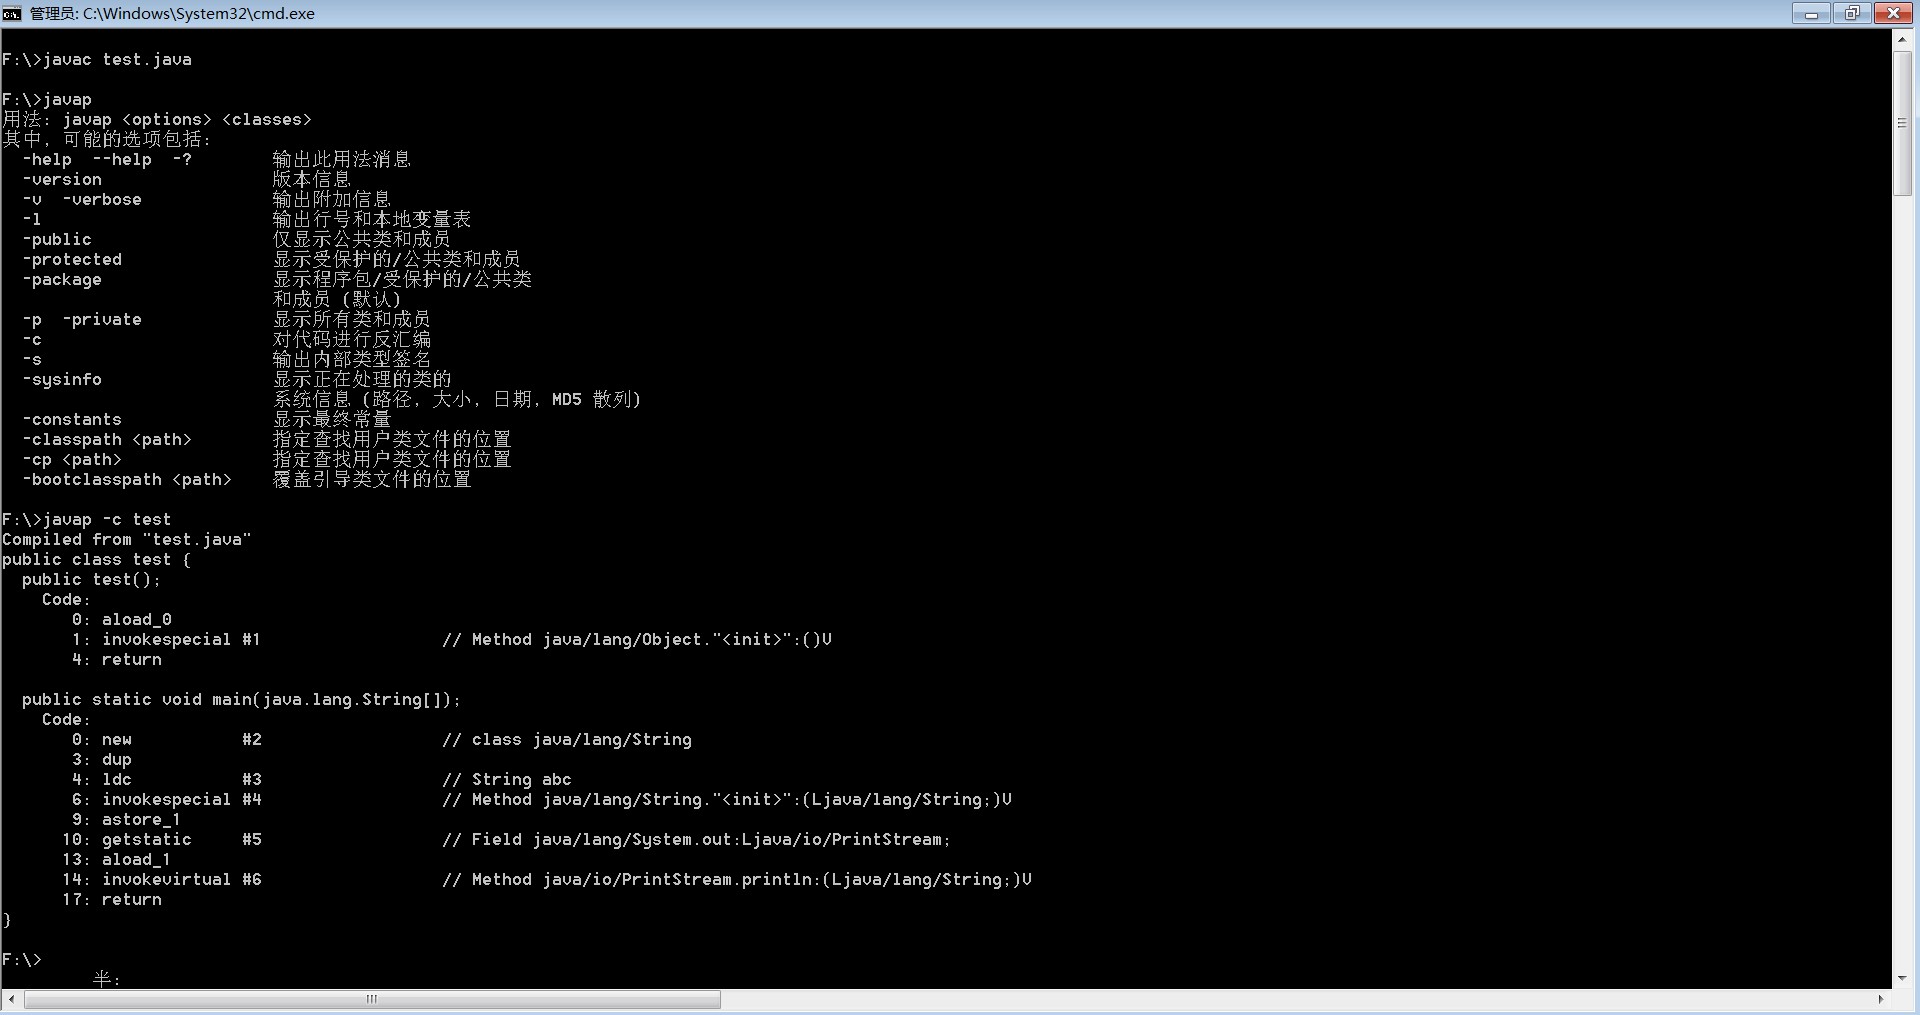 管理员: C:\Windows\System32\cmd.exe
F:\>javac test.java
F:\>javap
用法: javap <options> <classes>
其中, 可能的选项包括:
-help --help -? 输出此用法消息
-version 版本信息
-v -verbose 输出附加信息
-l 输出行号和本地变量表
-public 仅显示公共类和成员
-protected 显示受保护的/公共类和成员
-package 显示程序包/受保护的/公共类
和成员 (默认)
-p -private 显示所有类和成员
-c 对代码进行反汇编
-s 输出内部类型签名
-sysinfo 显示正在处理的类的
系统信息 (路径, 大小, 日期, MD5 散列)
-constants 显示最终常量
-classpath <path> 指定查找用户类文件的位置
-cp <path> 指定查找用户类文件的位置
-bootclasspath <path> 覆盖引导类文件的位置
F:\>javap -c test
Compiled from "test.java"
public class test {
public test();
Code:
0: aload_0
1: invokespecial #1 // Method java/lang/Object."<init>":()V
4: return
public static void main(java.lang.String[]);
Code:
0: new #2 // class java/lang/String
3: dup
4: ldc #3 // String abc
6: invokespecial #4 // Method java/lang/String."<init>":(Ljava/lang/String;)V
9: astore_1
10: getstatic #5 // Field java/lang/System.out:Ljava/io/PrintStream;
13: aload_1
14: invokevirtual #6 // Method java/io/PrintStream.println:(Ljava/lang/String;)V
17: return
}
F:\>
半: